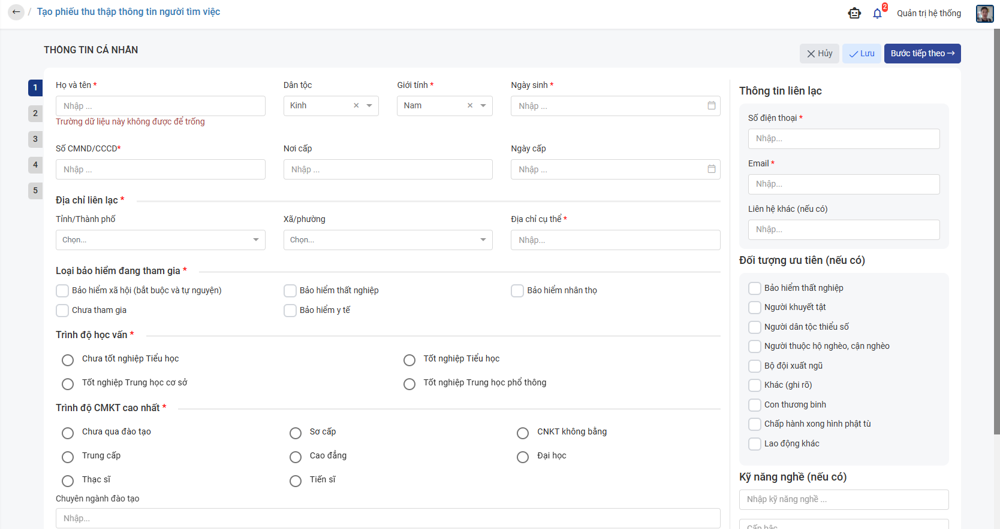 / Tạo phiếu thu thập thông tin người tìm việc
2 Quản trị hệ thống
THÔNG TIN CÁ NHÂN
Hủy Lưu Bước tiếp theo
1
2
3
4
5
Họ và tên * Dân tộc Giới tính * Ngày sinh *
Nhập ... Kinh Nam Nhập ...
Trường dữ liệu này không được để trống
Số CMND/CCCD* Nơi cấp Ngày cấp
Nhập ... Nhập ... Nhập ...
Địa chỉ liên lạc *
Tỉnh/Thành phố Xã/phường Địa chỉ cụ thể *
Chọn... Chọn... Nhập...
Loại bảo hiểm đang tham gia *
Bảo hiểm xã hội (bắt buộc và tự nguyện) Bảo hiểm thất nghiệp Bảo hiểm nhân thọ
Chưa tham gia Bảo hiểm y tế
Trình độ học vấn *
Chưa tốt nghiệp Tiểu học Tốt nghiệp Tiểu học
Tốt nghiệp Trung học cơ sở Tốt nghiệp Trung học phổ thông
Trình độ CMKT cao nhất *
Chưa qua đào tạo Sơ cấp CNKT không bằng
Trung cấp Cao đẳng Đại học
Thạc sĩ Tiến sĩ
Chuyên ngành đào tạo
Nhập...
Thông tin liên lạc
Số điện thoại *
Nhập...
Email *
Nhập...
Liên hệ khác (nếu có)
Nhập...
Đối tượng ưu tiên (nếu có)
Bảo hiểm thất nghiệp
Người khuyết tật
Người dân tộc thiểu số
Người thuộc hộ nghèo, cận nghèo
Bộ đội xuất ngũ
Khác (ghi rõ)
Con thương binh
Chấp hành xong hình phật tù
Lao động khác
Kỹ năng nghề (nếu có)
Nhập kỹ năng nghề ...
Cấp bậc